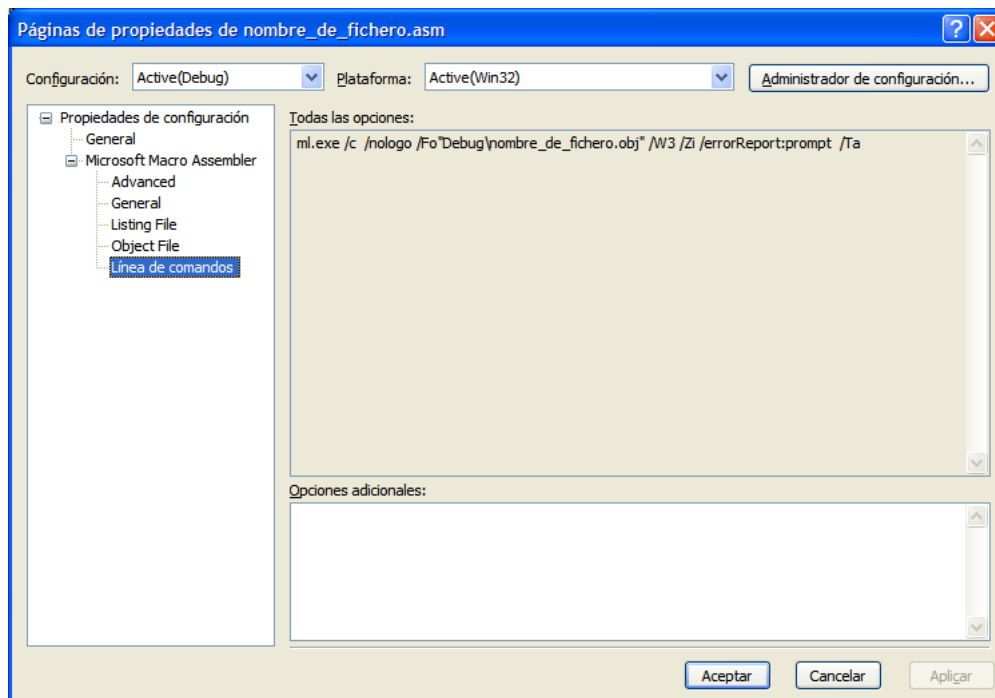 Páginas de propiedades de nombre_de_fichero.asm
Configuración: Active(Debug) Plataforma: Active(Win32) Administrador de configuración...
Propiedades de configuración
General
Microsoft Macro Assembler
Advanced
General
Listing File
Object File
Línea de comandos
Todas las opciones:
ml.exe /c  /nologo /Fo"Debug\nombre_de_fichero.obj" /W3 /Zi /errorReport:prompt  /Ta
Opciones adicionales:
Aceptar Cancelar Aplicar